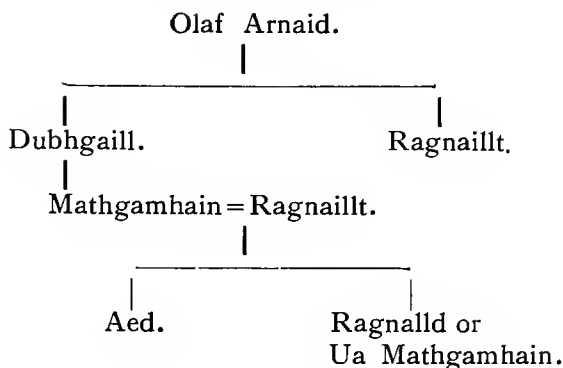 Olaf Arnaid.
Dubhgaill. Ragnaillt.
Mathgamhain = Ragnaillt.
Aed. Ragnalld or
Ua Mathgamhain.